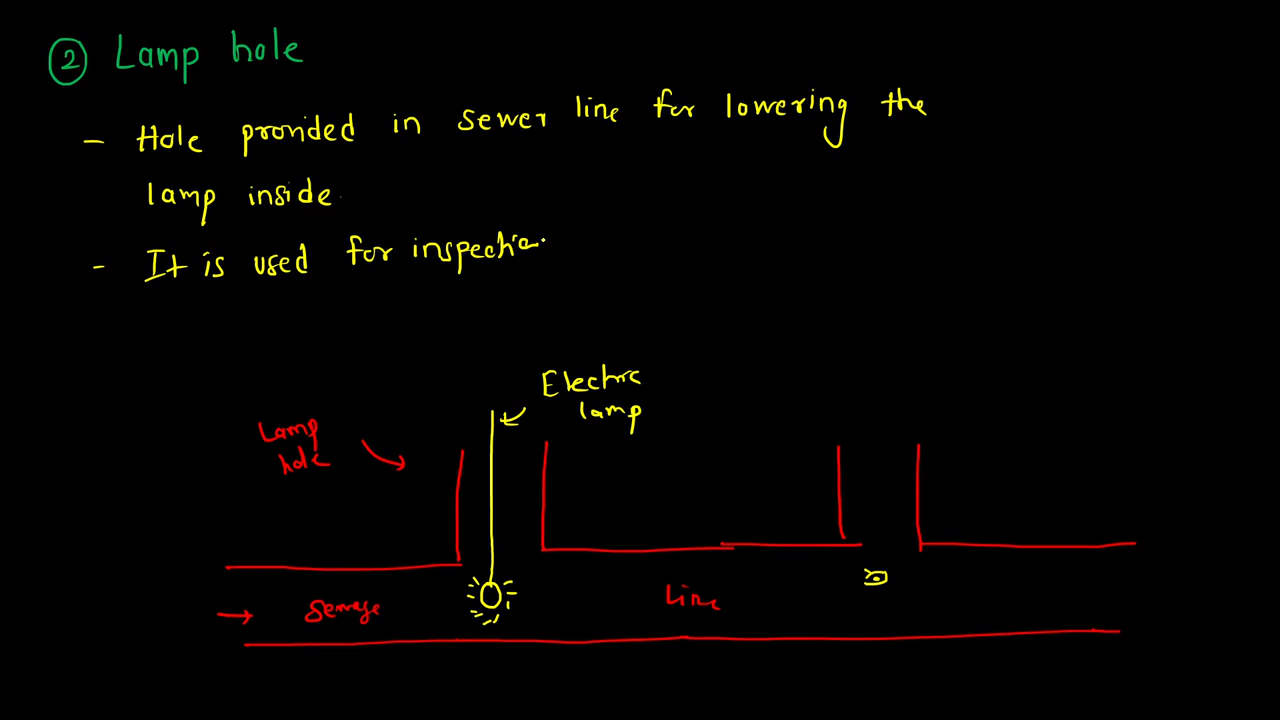 ② Lamp hole
- Hole provided in sewer line for lowering the
lamp inside
- It is used for inspection.
Electric
lamp
Lamp
hole
Sewage
Line